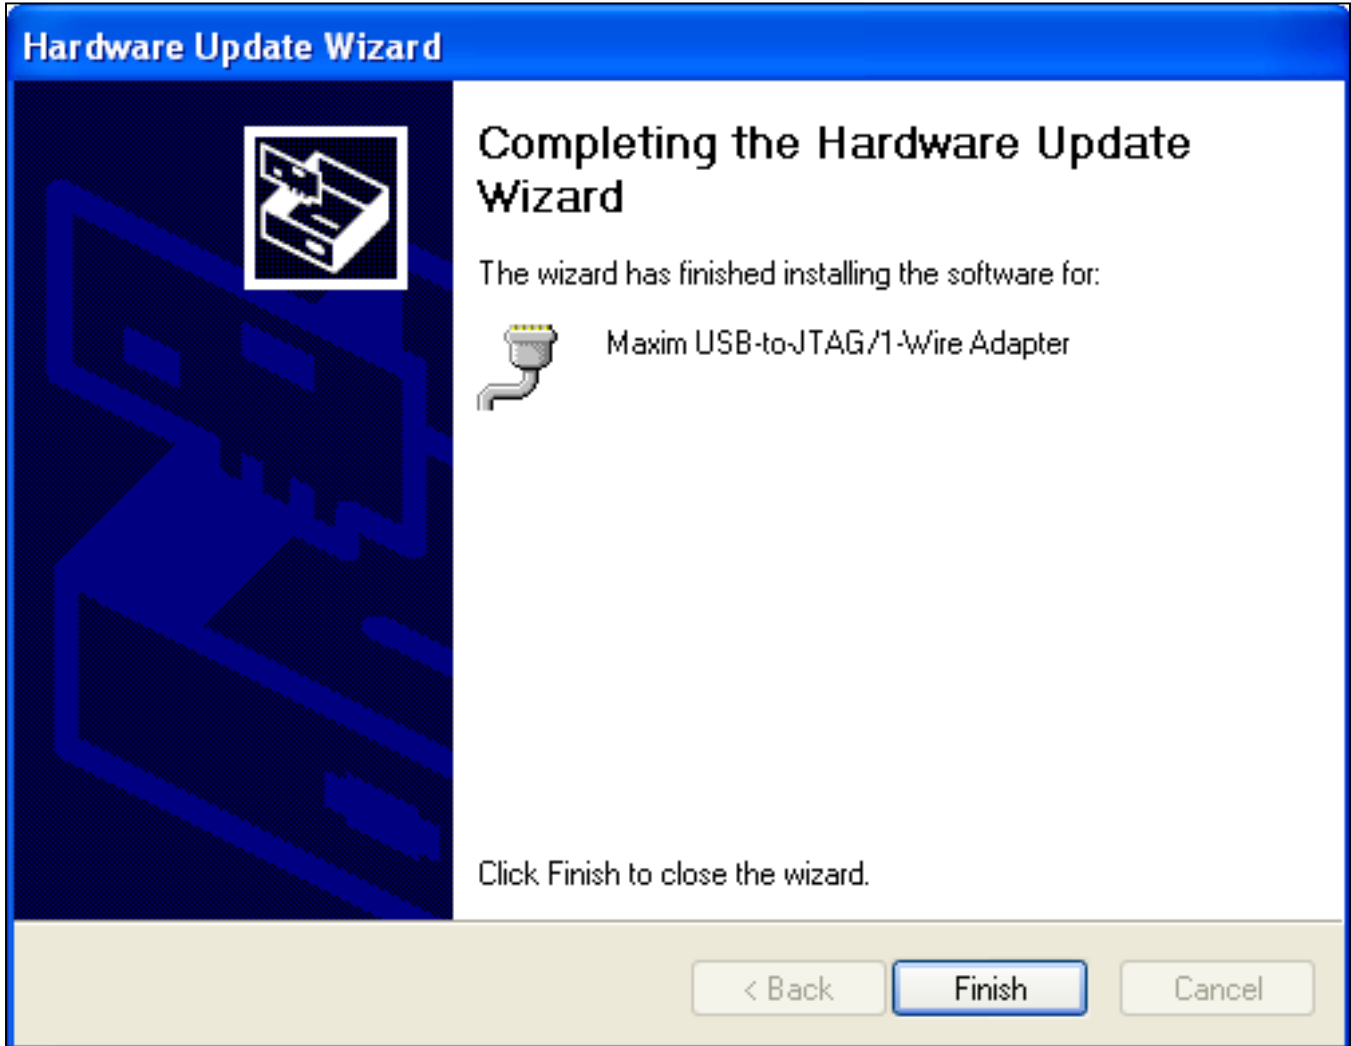 Hardware Update Wizard
Completing the Hardware Update
Wizard
The wizard has finished installing the software for:
Maxim USB-to-JTAG/1-Wire Adapter
Click Finish to close the wizard.
< Back Finish Cancel